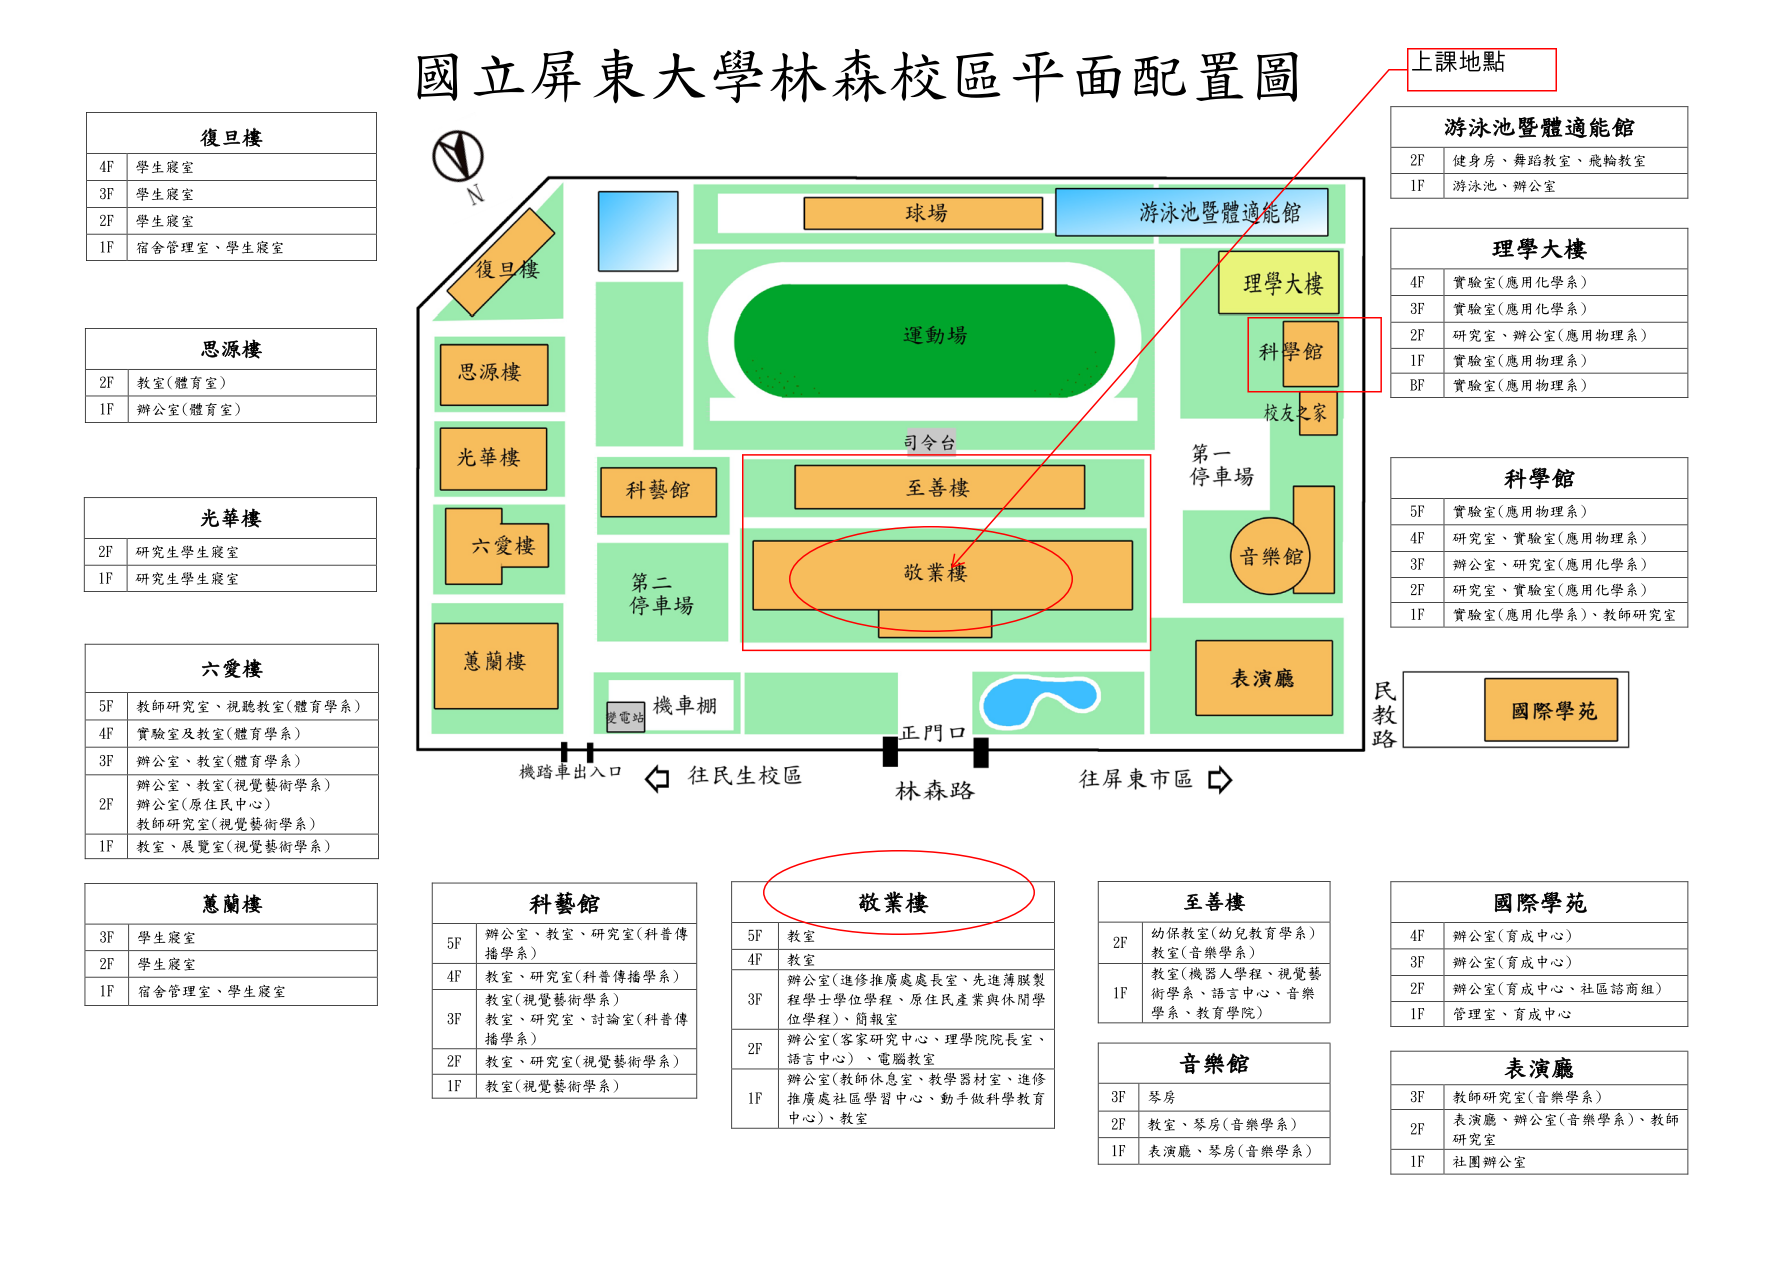 國立屏東大學林森校區平面配置圖
上課地點
復旦樓
4F 學生寢室
3F 學生寢室
2F 學生寢室
1F 宿舍管理室、學生寢室
思源樓
2F 教室(體育室)
1F 辦公室(體育室)
光華樓
2F 研究生學生寢室
1F 研究生學生寢室
六愛樓
5F 教師研究室、視聽教室(體育學系)
4F 實驗室及教室(體育學系)
3F 辦公室、教室(體育學系)
2F 辦公室、教室(視覺藝術學系)
辦公室(原住民中心)
教師研究室(視覺藝術學系)
1F 教室、展覽室(視覺藝術學系)
蕙蘭樓
3F 學生寢室
2F 學生寢室
1F 宿舍管理室、學生寢室
N
球場
游泳池暨體適能館
復旦樓
理學大樓
運動場
科學館
思源樓
校友之家
司令台
光華樓
第一
停車場
科藝館
至善樓
六愛樓
音樂館
敬業樓
第二
停車場
蕙蘭樓
表演廳
機車棚
變電站
正門口
機踏車出入口
往民生校區
林森路
往屏東市區
民
教
路
國際學苑
游泳池暨體適能館
2F 健身房、舞蹈教室、飛輪教室
1F 游泳池、辦公室
理學大樓
4F 實驗室(應用化學系)
3F 實驗室(應用化學系)
2F 研究室、辦公室(應用物理系)
1F 實驗室(應用物理系)
BF 實驗室(應用物理系)
科學館
5F 實驗室(應用物理系)
4F 研究室、實驗室(應用物理系)
3F 辦公室、研究室(應用化學系)
2F 研究室、實驗室(應用化學系)
1F 實驗室(應用化學系)、教師研究室
科藝館
5F 辦公室、教室、研究室(科普傳
播學系)
4F 教室、研究室(科普傳播學系)
3F 教室(視覺藝術學系)
教室、研究室、討論室(科普傳
播學系)
2F 教室、研究室(視覺藝術學系)
1F 教室(視覺藝術學系)
敬業樓
5F 教室
4F 教室
3F 辦公室(進修推廣處處長室、先進薄膜製
程學士學位學程、原住民產業與休閒學
位學程)、簡報室
2F 辦公室(客家研究中心、理學院院長室、
語言中心)、電腦教室
1F 辦公室(教師休息室、教學器材室、進修
推廣處社區學習中心、動手做科學教育
中心)、教室
至善樓
2F 幼保教室(幼兒教育學系)
教室(音樂學系)
1F 教室(機器人學程、視覺藝
術學系、語言中心、音樂
學系、教育學院)
音樂館
3F 琴房
2F 教室、琴房(音樂學系)
1F 表演廳、琴房(音樂學系)
國際學苑
4F 辦公室(育成中心)
3F 辦公室(育成中心)
2F 辦公室(育成中心、社區諮商組)
1F 管理室、育成中心
表演廳
3F 教師研究室(音樂學系)
2F 表演廳、辦公室(音樂學系)、教師
研究室
1F 社團辦公室